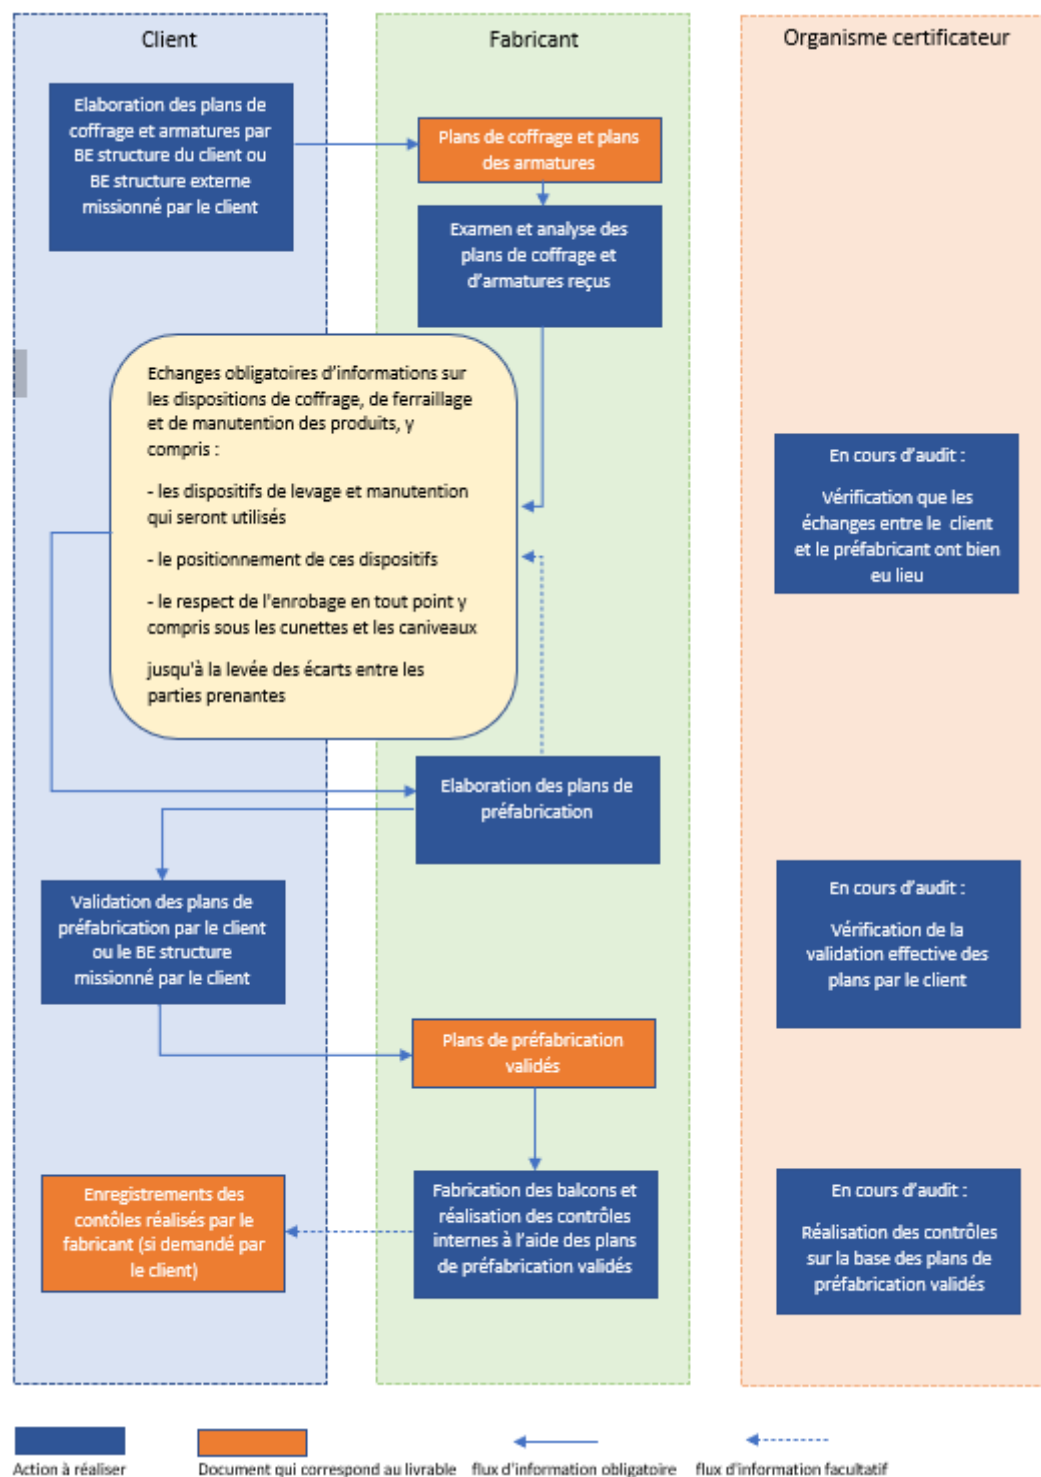 Client
Fabricant
Organisme certificateur
Elaboration des plans de
coffrage et armatures par
BE structure du client ou
BE structure externe
missionné par le client
Plans de coffrage et plans
des armatures
Examen et analyse des
plans de coffrage et
d'armatures reçus
Echanges obligatoires d'informations sur
les dispositions de coffrage, de ferraillage
et de manutention des produits, y
compris :
- les dispositifs de levage et manutention
qui seront utilisés
- le positionnement de ces dispositifs
- le respect de l'enrobage en tout point y
compris sous les cunettes et les caniveaux
jusqu'à la levée des écarts entre les
parties prenantes
En cours d'audit :
Vérification que les
échanges entre le client
et le préfabricant ont bien
eu lieu
Elaboration des plans de
préfabrication
Validation des plans de
préfabrication par le client
ou le BE structure
missionné par le client
En cours d'audit :
Vérification de la
validation effective des
plans par le client
Plans de préfabrication
validés
Enregistrements des
contôles réalisés par le
fabricant (si demandé par
le client)
Fabrication des balcons et
réalisation des contrôles
internes à l'aide des plans
de préfabrication validés
En cours d'audit :
Réalisation des contrôles
sur la base des plans de
préfabrication validés
Action à réaliser
Document qui correspond au livrable
flux d'information obligatoire
flux d'information facultatif